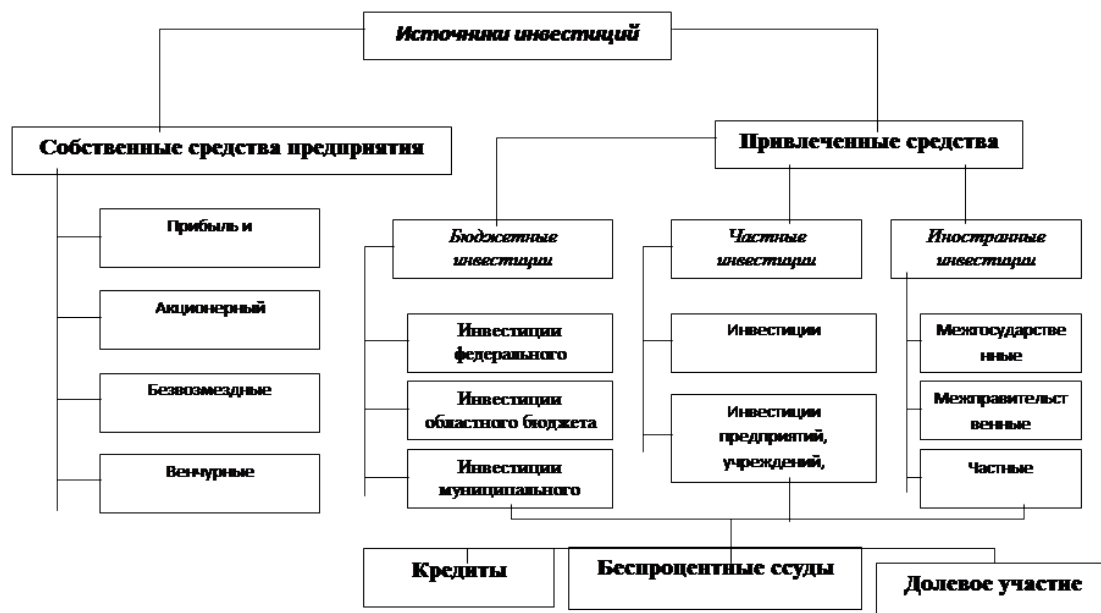 Источники инвестиций
Собственные средства предприятия
Прибыль и
Акционерный
Безвозмездные
Венчурные
Привлеченные средства
Бюджетные
инвестиции
Инвестиции
федерального
Инвестиции
областного бюджета
Инвестиции
муниципального
Частные
инвестиции
Инвестиции
Инвестиции
предприятий,
учреждений,
Иностранные
инвестиции
Межгосударстве
нные
Межправительст
венные
Частные
Кредиты
Беспроцентные ссуды
Долевое участие